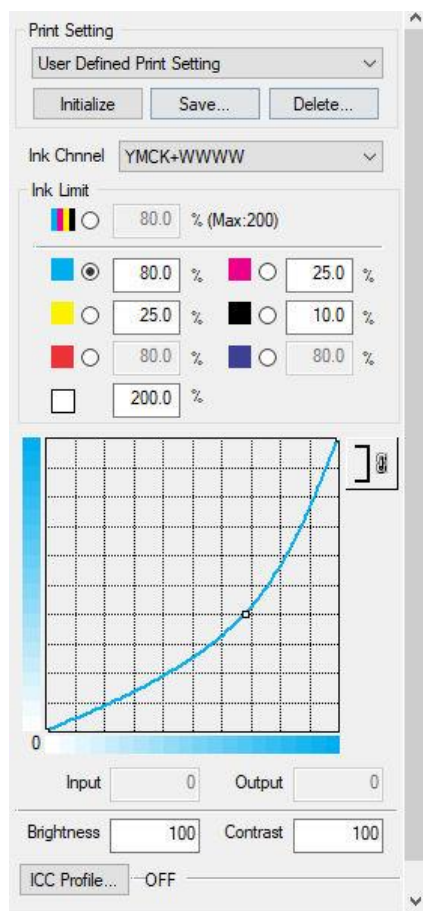 Print Setting
User Defined Print Setting
Initialize Save... Delete...
Ink Chnnel YMCK+WWWW
Ink Limit
80.0 % (Max:200)
80.0 % 25.0 %
25.0 % 10.0 %
80.0 % 80.0 %
200.0 %
0
Input 0 Output 0
Brightness 100 Contrast 100
ICC Profile... OFF